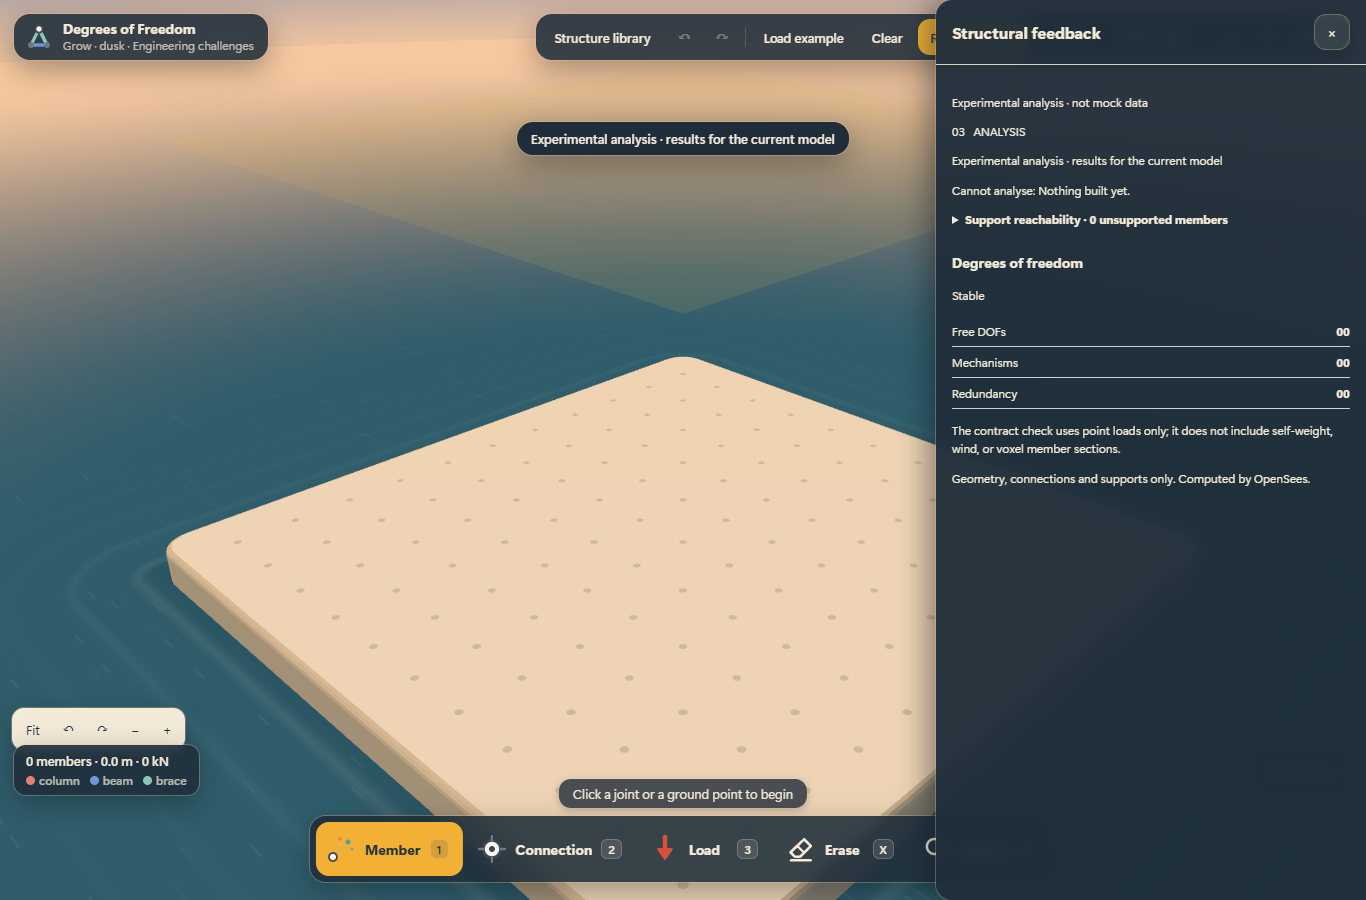 Degrees of Freedom
Grow · dusk · Engineering challenges
Structure library
Load example
Clear
Experimental analysis · results for the current model
Structural feedback
×
Experimental analysis · not mock data
03 ANALYSIS
Experimental analysis · results for the current model
Cannot analyse: Nothing built yet.
Support reachability · 0 unsupported members
Degrees of freedom
Stable
Free DOFs 00
Mechanisms 00
Redundancy 00
The contract check uses point loads only; it does not include self-weight,
wind, or voxel member sections.
Geometry, connections and supports only. Computed by OpenSees.
Fit − +
0 members · 0.0 m · 0 kN
column beam brace
Click a joint or a ground point to begin
Member 1 Connection 2 Load 3 Erase X